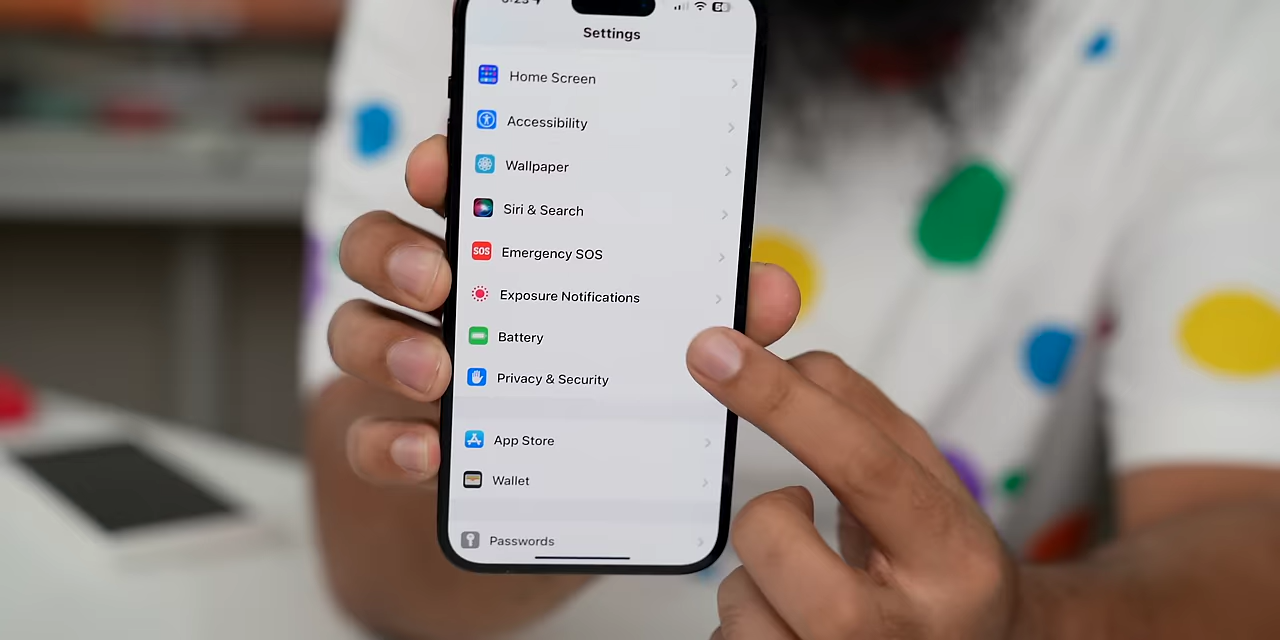 Settings
Home Screen
Accessibility
Wallpaper
Siri & Search
SOS Emergency SOS
Exposure Notifications
Battery
Privacy & Security
App Store
Wallet
Passwords